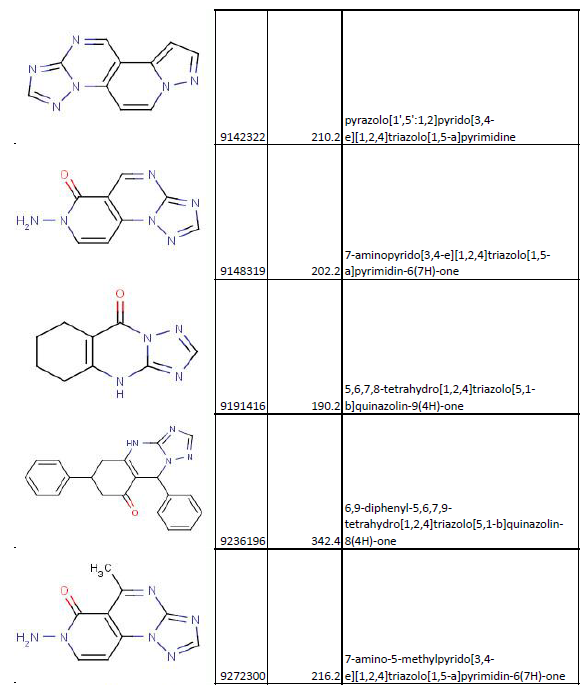 N
N
N N N
N
pyrazolo[1',5':1,2]pyrido[3,4-
9142322 210.2 e][1,2,4]triazolo[1,5-a]pyrimidine
O N
N
H2N N N
N
7-aminopyrido[3,4-e][1,2,4]triazolo[1,5-
9148319 202.2 a]pyrimidin-6(7H)-one
O
N N
N
N
H
5,6,7,8-tetrahydro[1,2,4]triazolo[5,1-
9191416 190.2 b]quinazolin-9(4H)-one
N
HN
N N
O
6,9-diphenyl-5,6,7,9-
tetrahydro[1,2,4]triazolo[5,1-b]quinazolin-
9236196 342.4 8(4H)-one
H3C
O N
N
H2N N N
N
7-amino-5-methylpyrido[3,4-
9272300 216.2 e][1,2,4]triazolo[1,5-a]pyrimidin-6(7H)-one